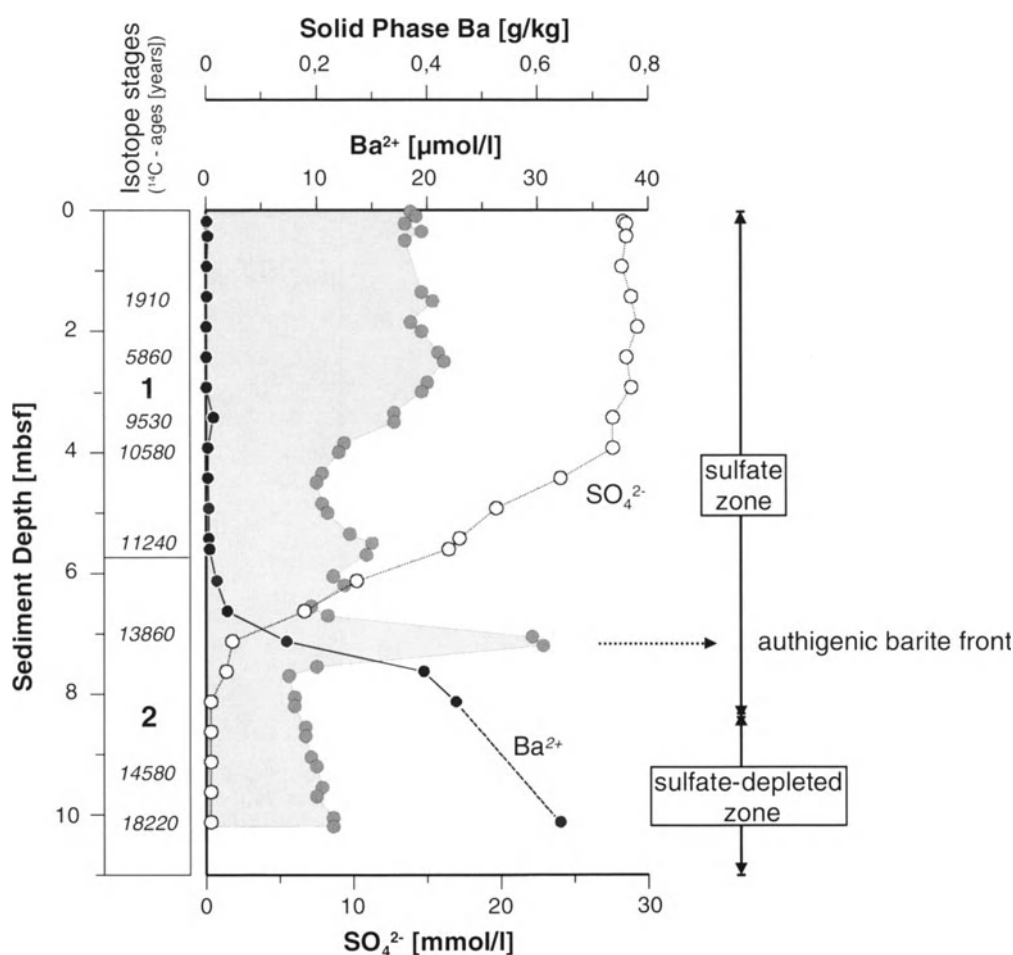 Solid Phase Ba [g/kg]
0 0,2 0,4 0,6 0,8
Ba²⁺ [µmol/l]
0 10 20 30 40
Isotope stages
(¹⁴C - ages [years])
Sediment Depth [mbsf]
0
2
4
6
8
10
1910
5860
1
9530
10580
11240
13860
2
14580
18220
SO₄²⁻
Ba²⁺
sulfate
zone
authigenic barite front
sulfate-depleted
zone
0 10 20 30
SO₄²⁻ [mmol/l]